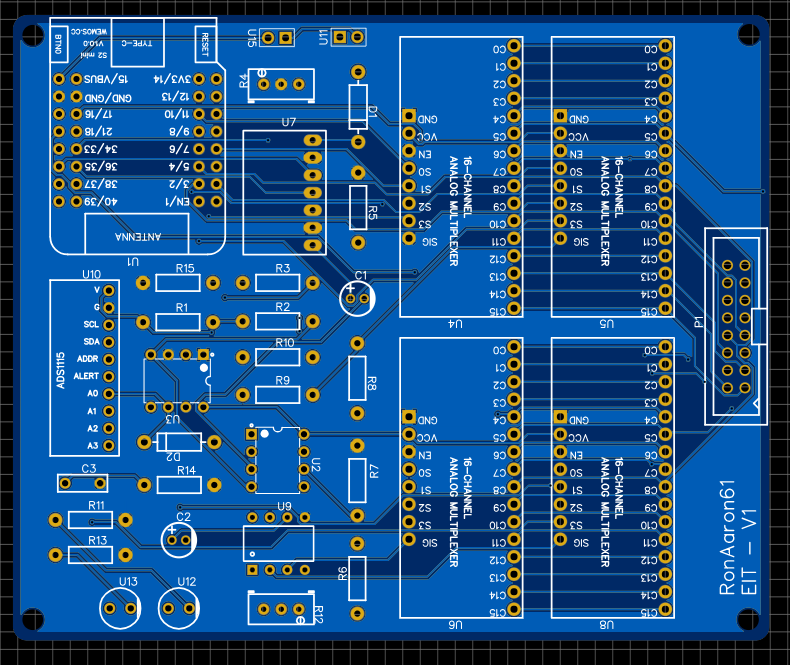 U15
U11
BTN0
S2 mini
V1.0.0
WEMOS.CC
TYPE-C
RESET
15/VBUS
GND/GND
17/16
21/18
34/33
36/35
38/37
40/39
3V3/14
12/13
11/10
9/8
7/6
5/4
3/2
EN/1
ANTENNA
U1
R4
U7
D1
R5
C1
GND
VCC
EN
S0
S1
S2
S3
SIG
16-CHANNEL
ANALOG MULTIPLEXER
C0
C1
C2
C3
C4
C5
C6
C7
C8
C9
C10
C11
C12
C13
C14
C15
U4
GND
VCC
EN
S0
S1
S2
S3
SIG
16-CHANNEL
ANALOG MULTIPLEXER
C0
C1
C2
C3
C4
C5
C6
C7
C8
C9
C10
C11
C12
C13
C14
C15
U5
P1
U10
ADS1115
V
G
SCL
SDA
ADDR
ALERT
A0
A1
A2
A3
R15
R3
R1
R2
R10
R9
U3
D2
U2
R8
R7
C3
R14
R11
R13
C2
U9
R6
U13
U12
R12
GND
VCC
EN
S0
S1
S2
S3
SIG
16-CHANNEL
ANALOG MULTIPLEXER
C0
C1
C2
C3
C4
C5
C6
C7
C8
C9
C10
C11
C12
C13
C14
C15
U6
GND
VCC
EN
S0
S1
S2
S3
SIG
16-CHANNEL
ANALOG MULTIPLEXER
C0
C1
C2
C3
C4
C5
C6
C7
C8
C9
C10
C11
C12
C13
C14
C15
U8
RonAaron61
EIT - V1